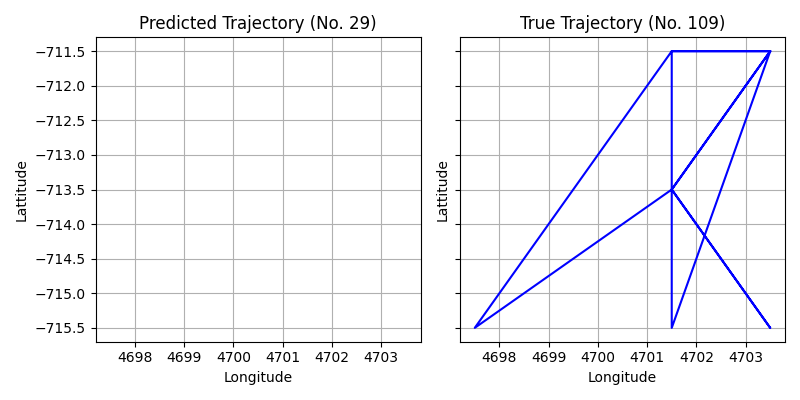 Predicted Trajectory (No. 29)
True Trajectory (No. 109)
−711.5
−712.0
−712.5
−713.0
−713.5
−714.0
−714.5
−715.0
−715.5
Lattitude
Lattitude
4698 4699 4700 4701 4702 4703
4698 4699 4700 4701 4702 4703
Longitude
Longitude